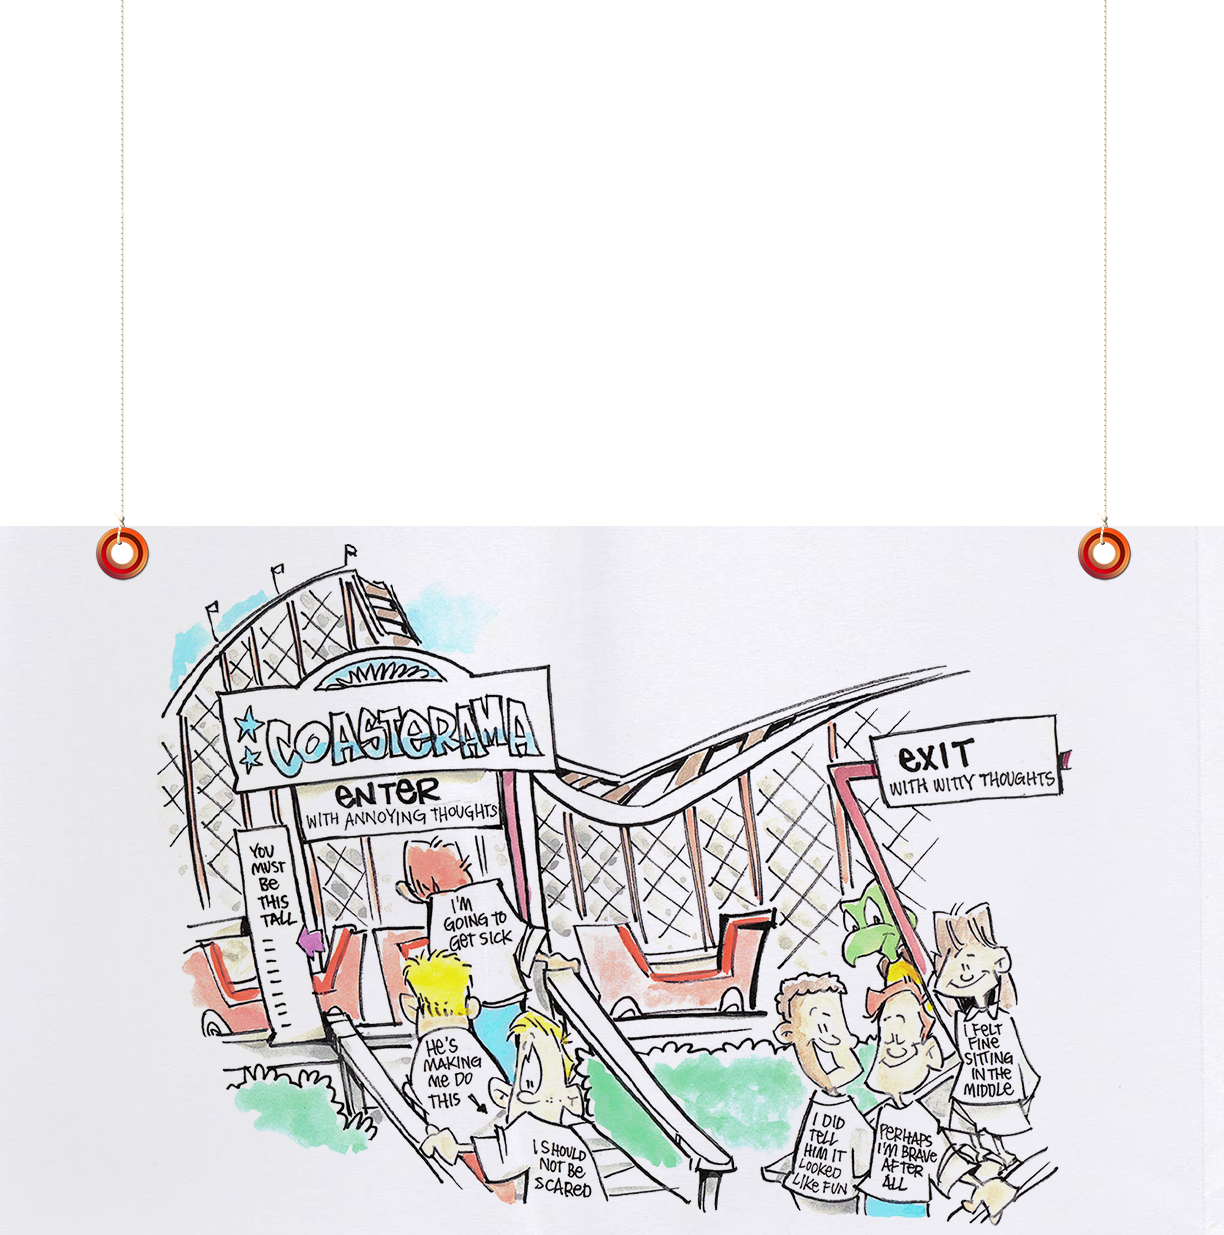 COASTERAMA
ENTER
WITH ANNOYING THOUGHTS
EXIT
WITH WITTY THOUGHTS
YOU
MUST
BE
THIS
TALL
I'M
GOING TO
GET SICK
HE'S
MAKING
ME DO
THIS
I SHOULD
NOT BE
SCARED
I DID
TELL
HIM IT
LOOKED
LIKE FUN
PERHAPS
I'M BRAVE
AFTER
ALL
I FELT
FINE
SITTING
IN THE
MIDDLE